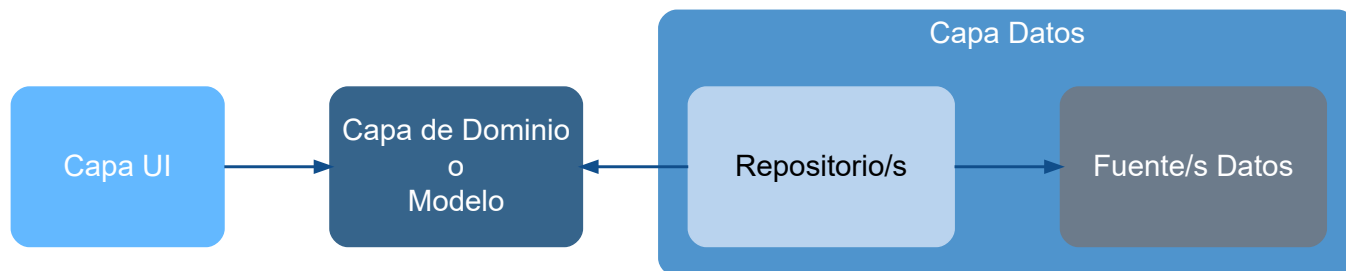 Capa Datos
Capa UI
Capa de Dominio
o
Modelo
Repositorio/s
Fuente/s Datos